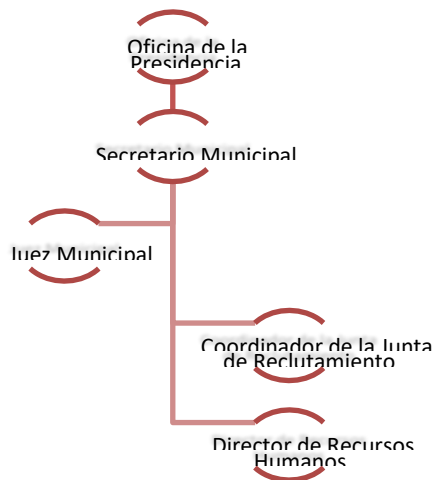 Oficina de la
Presidencia
Secretario Municipal
Juez Municipal
Coordinador de la Junta
de Reclutamiento
Director de Recursos
Humanos